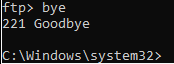 ftp> bye
221 Goodbye
C:\Windows\system32>